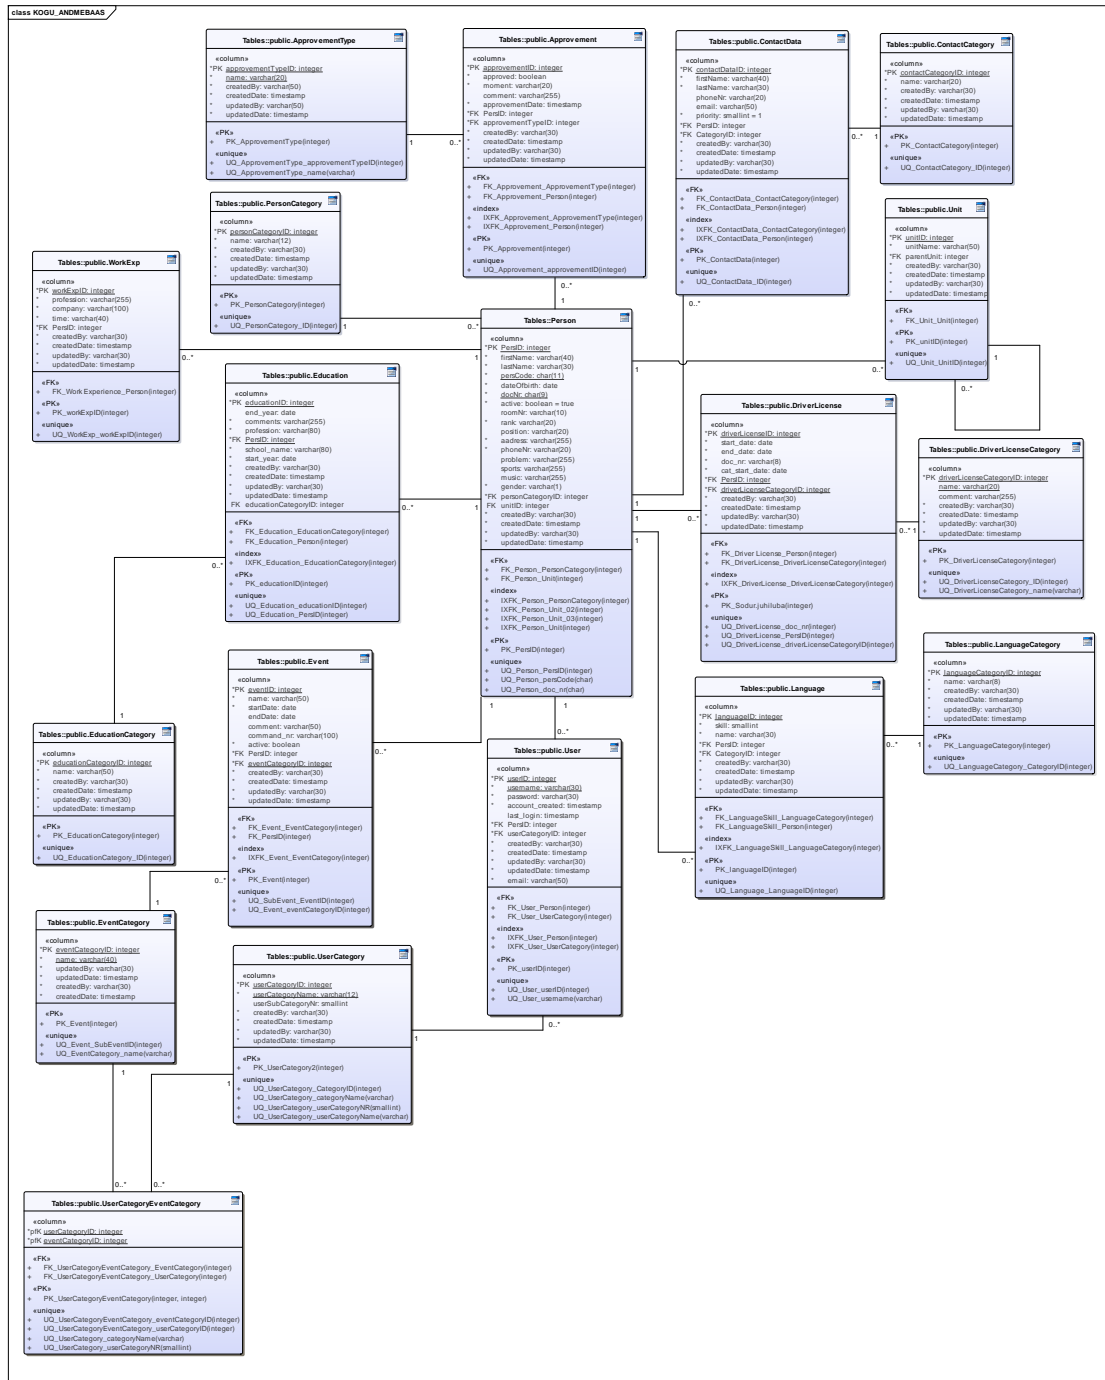 class KOGU_ANDMEBAAS
Tables::public.ApprovementType
«column»
*PK approvementTypeID: integer
* name: varchar(20)
* createdBy: varchar(50)
* createdDate: timestamp
* updatedBy: varchar(50)
* updatedDate: timestamp
«PK»
+ PK_ApprovementType(integer)
«unique»
+ UQ_ApprovementType_approvementTypeID(integer)
+ UQ_ApprovementType_name(varchar)
Tables::public.Approvement
«column»
*PK approvementID: integer
* approved: boolean
* moment: varchar(20)
comment: varchar(255)
* approvementDate: timestamp
*FK PersID: integer
*FK approvementTypeID: integer
* createdBy: varchar(30)
* createdDate: timestamp
* updatedBy: varchar(30)
* updatedDate: timestamp
«FK»
+ FK_Approvement_ApprovementType(integer)
+ FK_Approvement_Person(integer)
«index»
+ IXFK_Approvement_ApprovementType(integer)
+ IXFK_Approvement_Person(integer)
«PK»
+ PK_Approvement(integer)
«unique»
+ UQ_Approvement_approvementID(integer)
Tables::public.ContactData
«column»
*PK contactDataID: integer
* firstName: varchar(40)
* lastName: varchar(30)
phoneNr: varchar(20)
email: varchar(50)
* priority: smallint = 1
*FK PersID: integer
*FK CategoryID: integer
* createdBy: varchar(30)
* createdDate: timestamp
* updatedBy: varchar(30)
* updatedDate: timestamp
«FK»
+ FK_ContactData_ContactCategory(integer)
+ FK_ContactData_Person(integer)
«index»
+ IXFK_ContactData_ContactCategory(integer)
+ IXFK_ContactData_Person(integer)
«PK»
+ PK_ContactData(integer)
«unique»
+ UQ_ContactData_ID(integer)
Tables::public.ContactCategory
«column»
*PK contactCategoryID: integer
* name: varchar(20)
* createdBy: varchar(30)
* createdDate: timestamp
* updatedBy: varchar(30)
* updatedDate: timestamp
«PK»
+ PK_ContactCategory(integer)
«unique»
+ UQ_ContactCategory_ID(integer)
1
0..*
0..*
1
Tables::public.PersonCategory
«column»
*PK personCategoryID: integer
* name: varchar(12)
* createdBy: varchar(30)
* createdDate: timestamp
* updatedBy: varchar(30)
* updatedDate: timestamp
«PK»
+ PK_PersonCategory(integer)
«unique»
+ UQ_PersonCategory_ID(integer)
Tables::public.Unit
«column»
*PK unitID: integer
* unitName: varchar(50)
*FK parentUnit: integer
* createdBy: varchar(30)
* createdDate: timestamp
* updatedBy: varchar(30)
* updatedDate: timestamp
«FK»
+ FK_Unit_Unit(integer)
«PK»
+ PK_unitID(integer)
«unique»
+ UQ_Unit_UnitID(integer)
Tables::public.WorkExp
«column»
*PK workExpID: integer
* profession: varchar(255)
* company: varchar(100)
* time: varchar(40)
*FK PersID: integer
* createdBy: varchar(30)
* createdDate: timestamp
* updatedBy: varchar(30)
* updatedDate: timestamp
«FK»
+ FK_Work Experience_Person(integer)
«PK»
+ PK_workExpID(integer)
«unique»
+ UQ_WorkExp_workExpID(integer)
0..*
1
0..*
1
0..*
0..*
1
1
0..*
1
0..*
Tables::Person
«column»
*PK PersID: integer
* firstName: varchar(40)
* lastName: varchar(30)
* persCode: char(11)
* dateOfbirth: date
* docNr: char(9)
* active: boolean = true
roomNr: varchar(10)
* rank: varchar(20)
* position: varchar(20)
* aadress: varchar(255)
* phoneNr: varchar(20)
problem: varchar(255)
sports: varchar(255)
music: varchar(255)
* gender: varchar(1)
*FK personCategoryID: integer
FK unitID: integer
* createdBy: varchar(30)
* createdDate: timestamp
* updatedBy: varchar(30)
* updatedDate: timestamp
«FK»
+ FK_Person_PersonCategory(integer)
+ FK_Person_Unit(integer)
«index»
+ IXFK_Person_PersonCategory(integer)
+ IXFK_Person_Unit_02(integer)
+ IXFK_Person_Unit_03(integer)
+ IXFK_Person_Unit(integer)
«PK»
+ PK_PersID(integer)
«unique»
+ UQ_Person_PersID(integer)
+ UQ_Person_persCode(char)
+ UQ_Person_doc_nr(char)
Tables::public.Education
«column»
*PK educationID: integer
end_year: date
* comments: varchar(255)
* profession: varchar(80)
*FK PersID: integer
* school_name: varchar(80)
* start_year: date
* createdBy: varchar(30)
* createdDate: timestamp
* updatedBy: varchar(30)
* updatedDate: timestamp
FK educationCategoryID: integer
«FK»
+ FK_Education_EducationCategory(integer)
+ FK_Education_Person(integer)
«index»
+ IXFK_Education_EducationCategory(integer)
«PK»
+ PK_educationID(integer)
«unique»
+ UQ_Education_educationID(integer)
+ UQ_Education_PersID(integer)
Tables::public.DriverLicense
«column»
*PK driverLicenseID: integer
* start_date: date
* end_date: date
* doc_nr: varchar(8)
* cat_start_date: date
*FK PersID: integer
*FK driverLicenseCategoryID: integer
* createdBy: varchar(30)
* createdDate: timestamp
* updatedBy: varchar(30)
* updatedDate: timestamp
«FK»
+ FK_Driver License_Person(integer)
+ FK_DriverLicense_DriverLicenseCategory(integer)
«index»
+ IXFK_DriverLicense_DriverLicenseCategory(integer)
«PK»
+ PK_Sodur.juhiluba(integer)
«unique»
+ UQ_DriverLicense_doc_nr(integer)
+ UQ_DriverLicense_PersID(integer)
+ UQ_DriverLicense_driverLicenseCategoryID(integer)
Tables::public.DriverLicenseCategory
«column»
*PK driverLicenseCategoryID: integer
* name: varchar(20)
comment: varchar(255)
* createdBy: varchar(30)
* createdDate: timestamp
* updatedBy: varchar(30)
* updatedDate: timestamp
«PK»
+ PK_DriverLicenseCategory(integer)
«unique»
+ UQ_DriverLicenseCategory_ID(integer)
+ UQ_DriverLicenseCategory_name(varchar)
0..*
1
1
1
0..*
0..*
1
1
0..*
Tables::public.Event
«column»
*PK eventID: integer
* name: varchar(50)
* startDate: date
endDate: date
comment: varchar(50)
command_nr: varchar(100)
* active: boolean
*FK PersID: integer
*FK eventCategoryID: integer
* createdBy: varchar(30)
* createdDate: timestamp
* updatedBy: varchar(30)
* updatedDate: timestamp
«FK»
+ FK_Event_EventCategory(integer)
+ FK_PersID(integer)
«index»
+ IXFK_Event_EventCategory(integer)
«PK»
+ PK_Event(integer)
«unique»
+ UQ_SubEvent_EventID(integer)
+ UQ_Event_eventCategoryID(integer)
Tables::public.Language
«column»
*PK languageID: integer
* skill: smallint
* name: varchar(30)
*FK PersID: integer
*FK CategoryID: integer
* createdBy: varchar(30)
* createdDate: timestamp
* updatedBy: varchar(30)
* updatedDate: timestamp
«FK»
+ FK_LanguageSkill_LanguageCategory(integer)
+ FK_LanguageSkill_Person(integer)
«index»
+ IXFK_LanguageSkill_LanguageCategory(integer)
«PK»
+ PK_languageID(integer)
«unique»
+ UQ_Language_LanguageID(integer)
Tables::public.LanguageCategory
«column»
*PK languageCategoryID: integer
* name: varchar(8)
* createdBy: varchar(30)
* createdDate: timestamp
* updatedBy: varchar(30)
* updatedDate: timestamp
«PK»
+ PK_LanguageCategory(integer)
«unique»
+ UQ_LanguageCategory_CategoryID(integer)
1
1
1
0..*
0..*
0..*
1
0..*
Tables::public.EducationCategory
«column»
*PK educationCategoryID: integer
* name: varchar(50)
* createdBy: varchar(30)
* createdDate: timestamp
* updatedBy: varchar(30)
* updatedDate: timestamp
«PK»
+ PK_EducationCategory(integer)
«unique»
+ UQ_EducationCategory_ID(integer)
Tables::public.User
«column»
*PK userID: integer
* username: varchar(30)
* password: varchar(30)
* account_created: timestamp
last_login: timestamp
*FK PersID: integer
*FK userCategoryID: integer
* createdBy: varchar(30)
* createdDate: timestamp
* updatedBy: varchar(30)
* updatedDate: timestamp
* email: varchar(50)
«FK»
+ FK_User_Person(integer)
+ FK_User_UserCategory(integer)
«index»
+ IXFK_User_Person(integer)
+ IXFK_User_UserCategory(integer)
«PK»
+ PK_userID(integer)
«unique»
+ UQ_User_userID(integer)
+ UQ_User_username(varchar)
0..*
1
Tables::public.EventCategory
«column»
*PK eventCategoryID: integer
* name: varchar(40)
* updatedBy: varchar(30)
* updatedDate: timestamp
* createdBy: varchar(30)
* createdDate: timestamp
«PK»
+ PK_Event(integer)
«unique»
+ UQ_Event_SubEventID(integer)
+ UQ_EventCategory_name(varchar)
Tables::public.UserCategory
«column»
*PK userCategoryID: integer
* userCategoryName: varchar(12)
userSubCategoryNr: smallint
* createdBy: varchar(30)
* createdDate: timestamp
* updatedBy: varchar(30)
* updatedDate: timestamp
«PK»
+ PK_UserCategory2(integer)
«unique»
+ UQ_UserCategory_CategoryID(integer)
+ UQ_UserCategory_categoryName(varchar)
+ UQ_UserCategory_userCategoryNR(smallint)
+ UQ_UserCategory_userCategoryName(varchar)
0..*
1
1
1
0..*
0..*
Tables::public.UserCategoryEventCategory
«column»
*pfK userCategoryID: integer
*pfK eventCategoryID: integer
«FK»
+ FK_UserCategoryEventCategory_EventCategory(integer)
+ FK_UserCategoryEventCategory_UserCategory(integer)
«PK»
+ PK_UserCategoryEventCategory(integer, integer)
«unique»
+ UQ_UserCategoryEventCategory_eventCategoryID(integer)
+ UQ_UserCategoryEventCategory_userCategoryID(integer)
+ UQ_UserCategory_categoryName(varchar)
+ UQ_UserCategory_userCategoryNR(smallint)